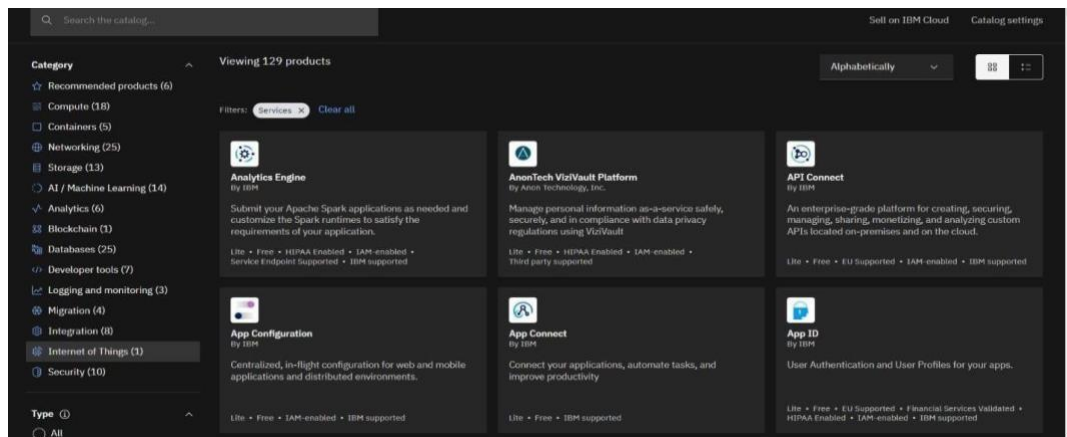 Search the catalog...
Sell on IBM Cloud
Catalog settings
Category
Recommended products (6)
Compute (18)
Containers (5)
Networking (25)
Storage (13)
AI / Machine Learning (14)
Analytics (6)
Blockchain (1)
Databases (25)
Developer tools (7)
Logging and monitoring (3)
Migration (4)
Integration (8)
Internet of Things (1)
Security (10)
Type
All
Viewing 129 products
Alphabetically
Filters: Services × Clear all
Analytics Engine
By IBM
Submit your Apache Spark applications as needed and
customize the Spark runtimes to satisfy the
requirements of your application.
Lite • Free • HIPAA Enabled • IAM-enabled •
Service Endpoint Supported • IBM supported
AnonTech ViziVault Platform
By Anon Technology, Inc.
Manage personal information as-a-service safely,
securely, and in compliance with data privacy
regulations using ViziVault
Lite • Free • HIPAA Enabled • IAM-enabled •
Third party supported
API Connect
By IBM
An enterprise-grade platform for creating, securing,
managing, sharing, monetizing, and analyzing custom
APIs located on-premises and on the cloud.
Lite • Free • EU Supported • IAM-enabled • IBM supported
App Configuration
By IBM
Centralized, in-flight configuration for web and mobile
applications and distributed environments.
Lite • Free • IAM-enabled • IBM supported
App Connect
By IBM
Connect your applications, automate tasks, and
improve productivity
Lite • Free • IBM supported
App ID
By IBM
User Authentication and User Profiles for your apps.
Lite • Free • EU Supported • Financial Services Validated •
HIPAA Enabled • IAM-enabled • IBM supported